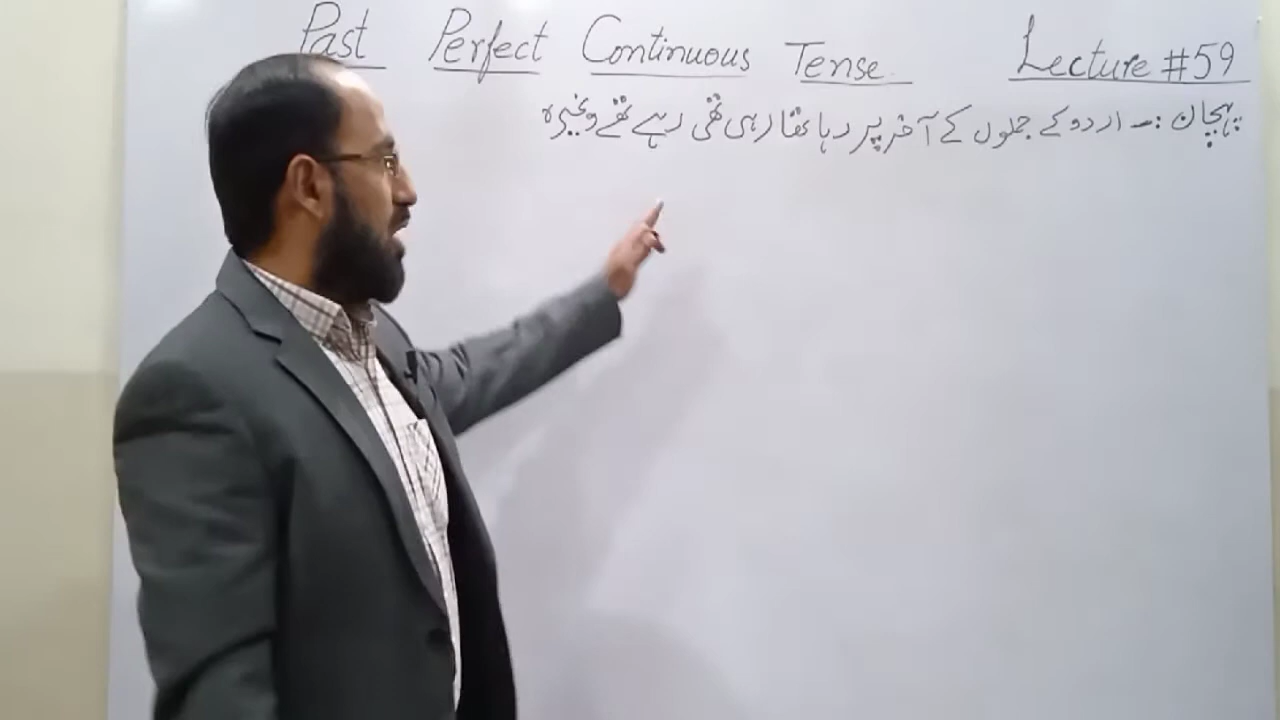 Past Perfect Continuous Tense Lecture #59
پہچان :- اردو کے جملوں کے آخر پر رہا تھا رہی تھی رہے تھے وغیرہ